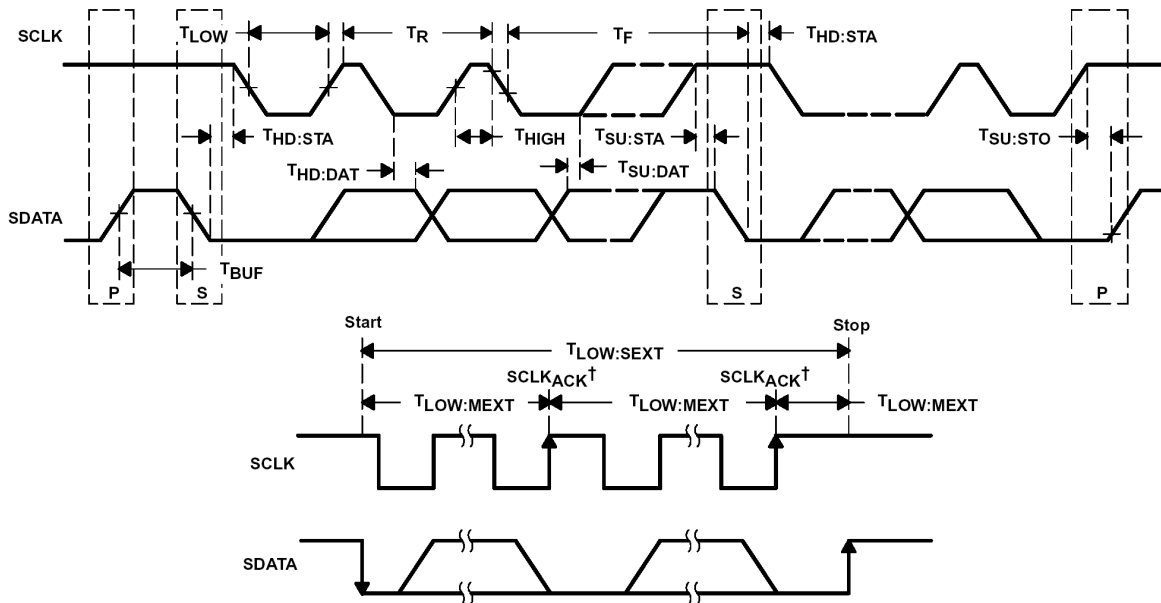 SCLK
TLOW
TR
TF
THD:STA
THD:STA
THIGH
TSU:STA
TSU:STO
THD:DAT
TSU:DAT
SDATA
TBUF
P
S
S
P
Start
Stop
TLOW:SEXT
SCLKACK†
SCLKACK†
TLOW:MEXT
TLOW:MEXT
TLOW:MEXT
SCLK
SDATA